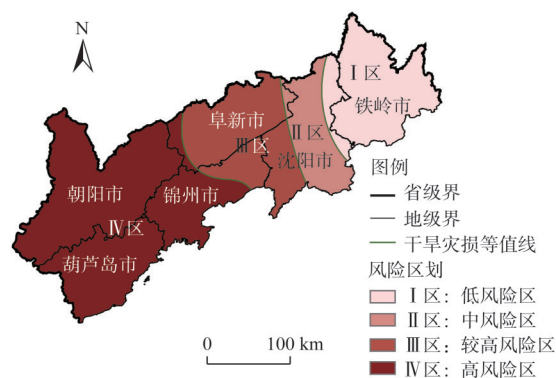 N
Ⅰ区
铁岭市
阜新市
Ⅱ区
Ⅲ区
沈阳市
朝阳市
锦州市
Ⅳ区
葫芦岛市
0 100 km
图例
省级界
地级界
干旱灾损等值线
风险区划
Ⅰ区：低风险区
Ⅱ区：中风险区
Ⅲ区：较高风险区
Ⅳ区：高风险区